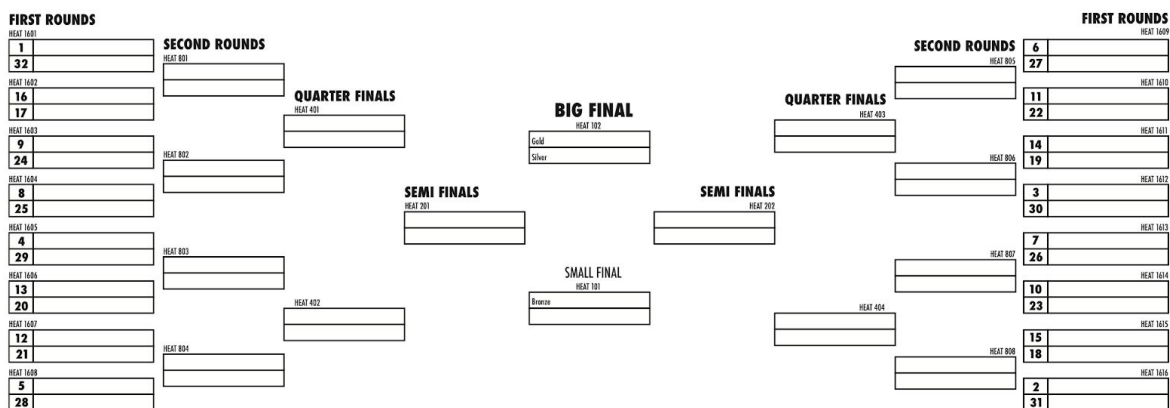 FIRST ROUNDS
HEAT 1601
1
32
HEAT 1602
16
17
HEAT 1603
9
24
HEAT 1604
8
25
HEAT 1605
4
29
HEAT 1606
13
20
HEAT 1607
12
21
HEAT 1608
5
28
SECOND ROUNDS
HEAT 801
HEAT 802
HEAT 803
HEAT 804
QUARTER FINALS
HEAT 401
HEAT 402
SEMI FINALS
HEAT 201
BIG FINAL
HEAT 102
Gold
Silver
SMALL FINAL
HEAT 101
Bronze
SEMI FINALS
HEAT 202
QUARTER FINALS
HEAT 403
HEAT 404
SECOND ROUNDS
HEAT 805
HEAT 806
HEAT 807
HEAT 808
FIRST ROUNDS
HEAT 1609
6
27
HEAT 1610
11
22
HEAT 1611
14
19
HEAT 1612
3
30
HEAT 1613
7
26
HEAT 1614
10
23
HEAT 1615
15
18
HEAT 1616
2
31